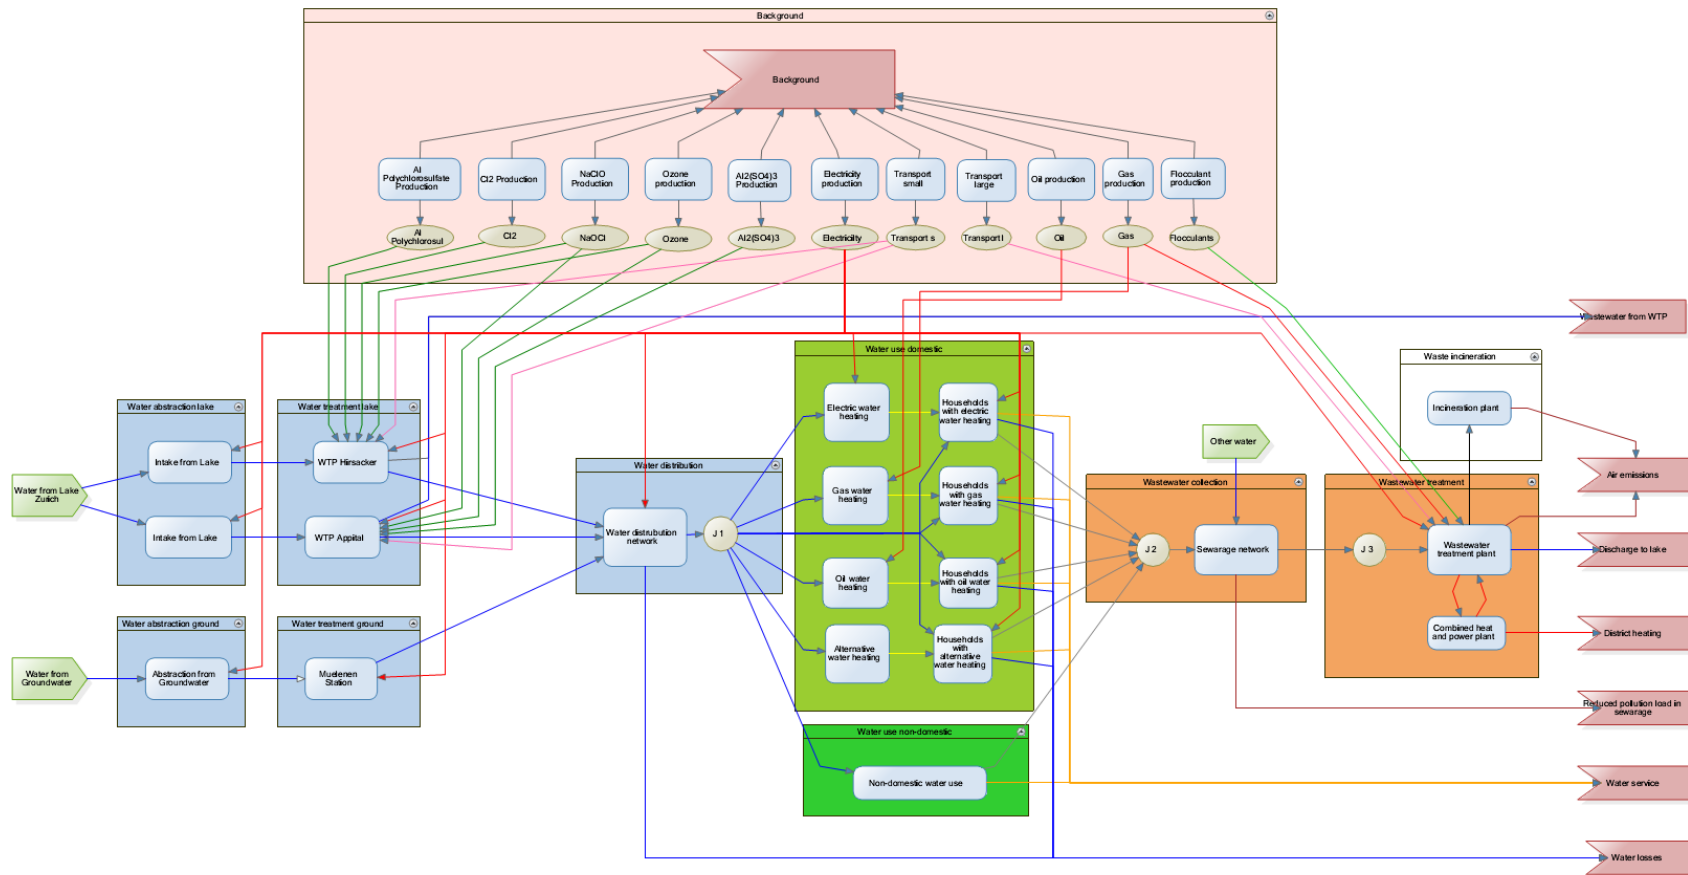 Background
Background
Al
Polychlorosulfate
Production
Cl2 Production
NaClO
Production
Ozone
production
Al2(SO4)3
Production
Electricity
production
Transport
small
Transport
large
Oil production
Gas
production
Flocculant
production
Al
Polychlorosul
Cl2
NaOCl
Ozone
Al2(SO4)3
Electricitiy
Transport s
Transport l
Oil
Gas
Flocculants
Wastewater from WTP
Water use domestic
Waste incineration
Water abstraction lake
Water treatment lake
Electric water
heating
Households
with electric
water heating
Incineration plant
Other water
Intake from Lake
WTP Hirsacker
Water distribution
Water from Lake
Zurich
Gas water
heating
Households
with gas
water heating
Wastewater collection
Wastewater treatment
Air emissions
Intake from Lake
WTP Appital
Water distrubution
network
J 1
J 2
Sewarage network
J 3
Wastewater
treatment plant
Discharge to lake
Oil water
heating
Households
with oil water
heating
Water abstraction ground
Water treatment ground
Combined heat
and power plant
District heating
Alternative
water heating
Households
with
alternative
water heating
Water from
Groundwater
Abstraction from
Groundwater
Muelenen
Station
Reduced pollution load in
sewarage
Water use non-domestic
Non-domestic water use
Water service
Water losses